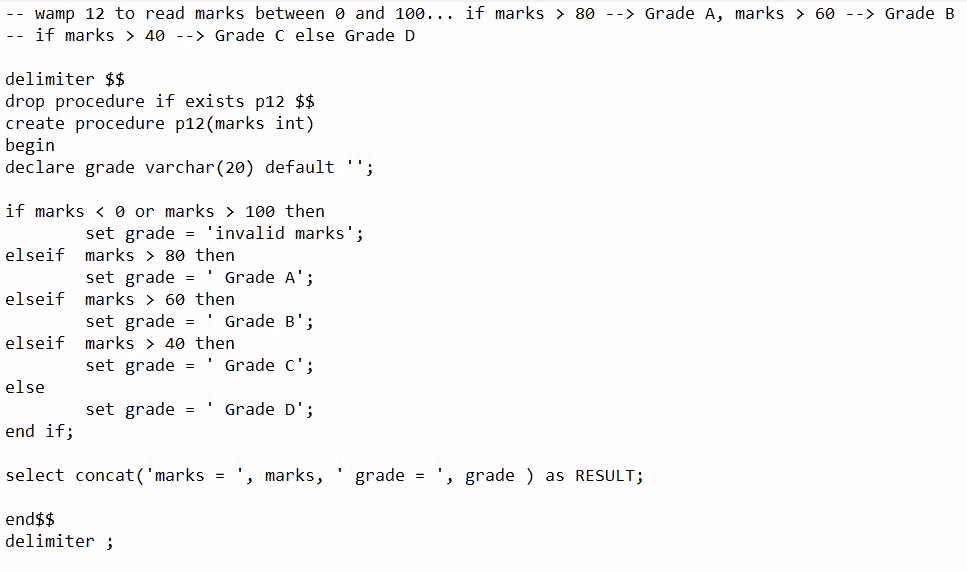 -- wamp 12 to read marks between 0 and 100... if marks > 80 --> Grade A, marks > 60 --> Grade B
-- if marks > 40 --> Grade C else Grade D

delimiter $$
drop procedure if exists p12 $$
create procedure p12(marks int)
begin
declare grade varchar(20) default '';

if marks < 0 or marks > 100 then
        set grade = 'invalid marks';
elseif  marks > 80 then
        set grade = ' Grade A';
elseif  marks > 60 then
        set grade = ' Grade B';
elseif  marks > 40 then
        set grade = ' Grade C';
else
        set grade = ' Grade D';
end if;

select concat('marks = ', marks, ' grade = ', grade ) as RESULT;

end$$
delimiter ;